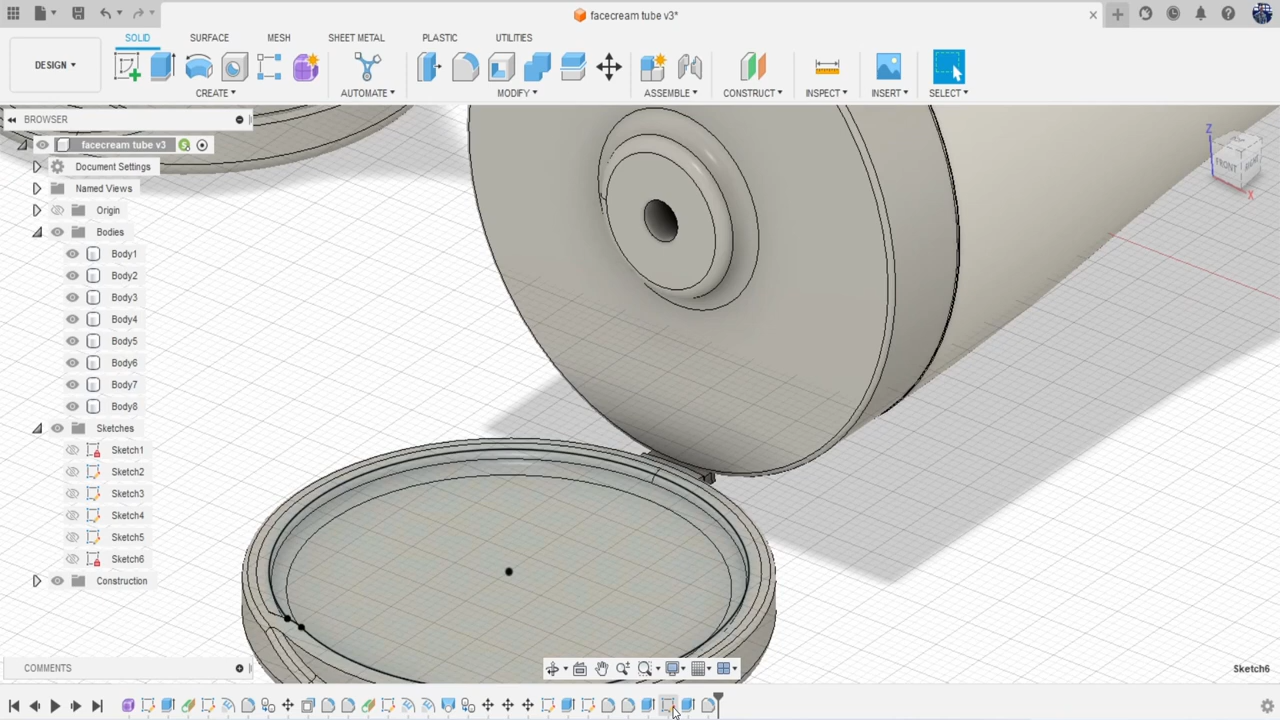 facecream tube v3*
SOLID SURFACE MESH SHEET METAL PLASTIC UTILITIES
DESIGN
CREATE AUTOMATE MODIFY ASSEMBLE CONSTRUCT INSPECT INSERT SELECT
BROWSER
facecream tube v3
Document Settings
Named Views
Origin
Bodies
Body1
Body2
Body3
Body4
Body5
Body6
Body7
Body8
Sketches
Sketch1
Sketch2
Sketch3
Sketch4
Sketch5
Sketch6
Construction
Z
FRONT
X
COMMENTS
Sketch6